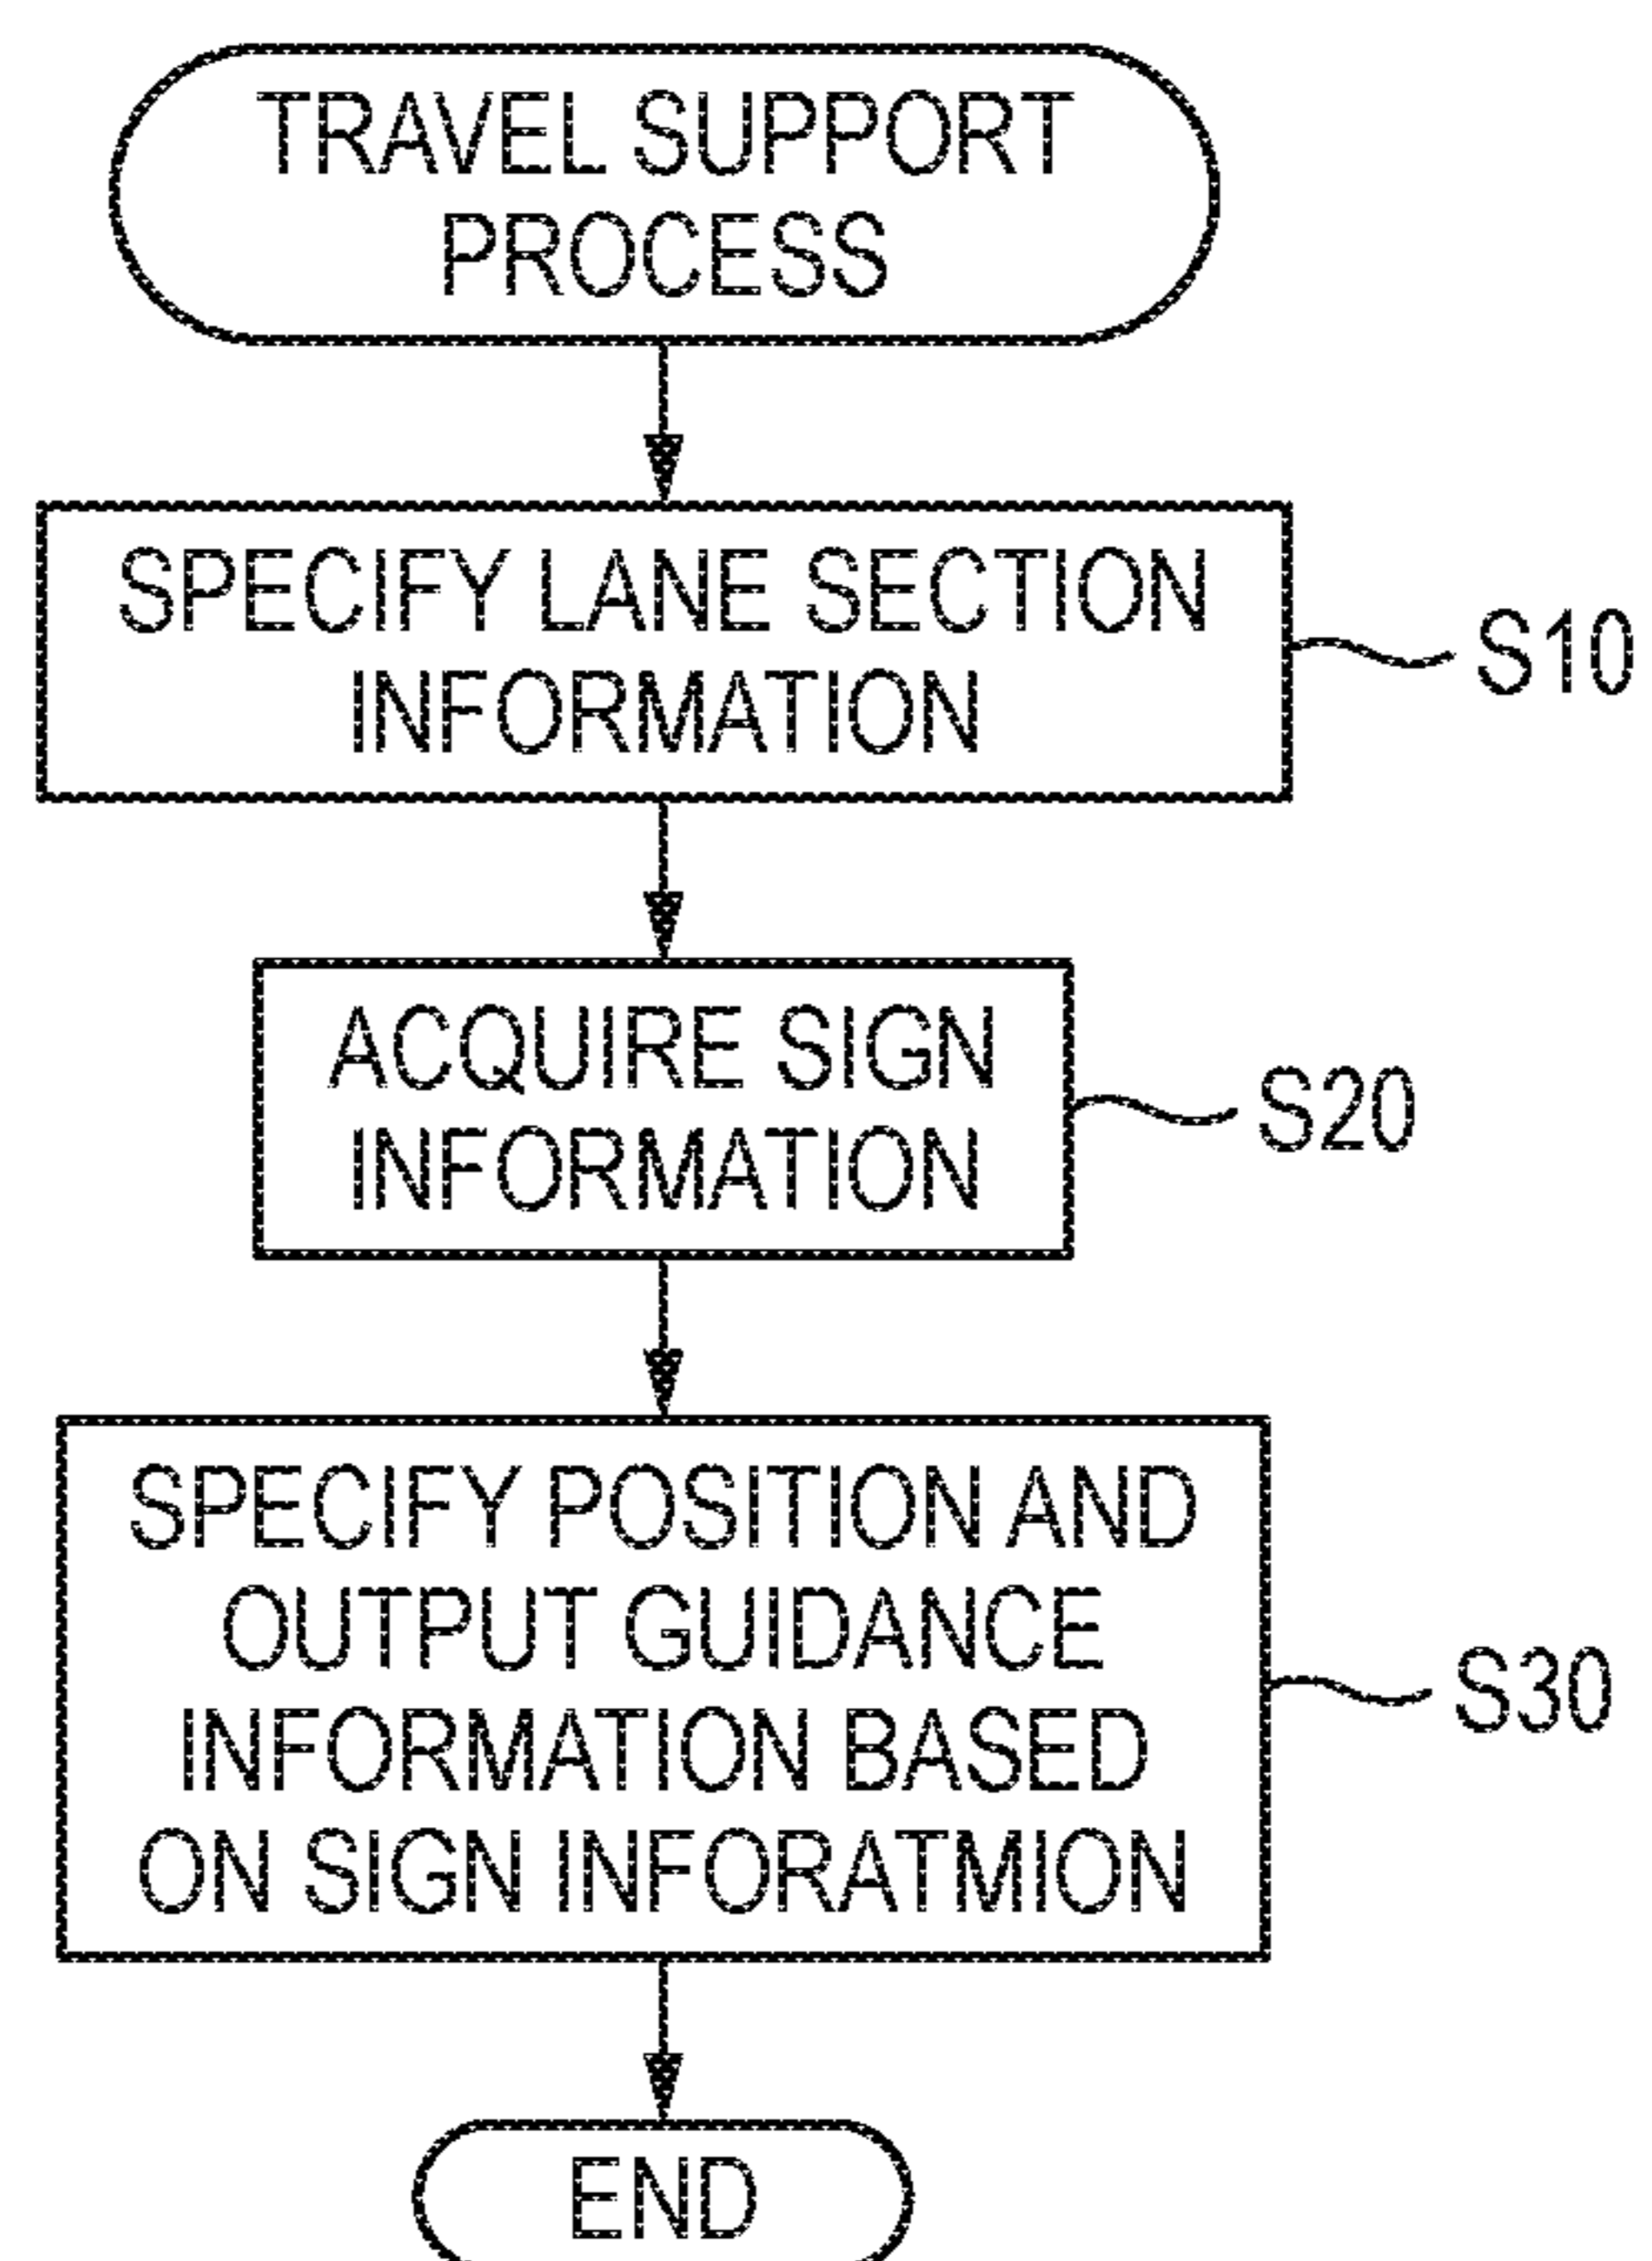 TRAVEL SUPPORT
PROCESS
SPECIFY LANE SECTION
INFORMATION
S10
ACQUIRE SIGN
INFORMATION
S20
SPECIFY POSITION AND
OUTPUT GUIDANCE
INFORMATION BASED
ON SIGN INFORATMION
S30
END